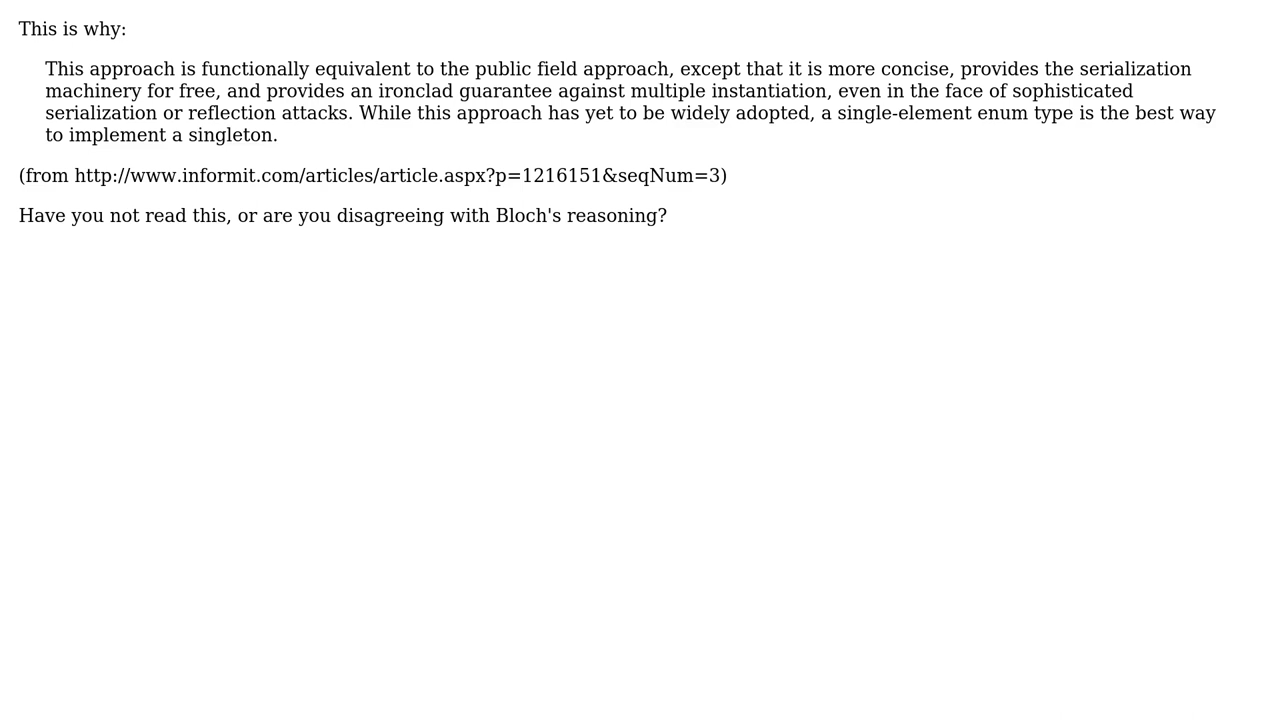 This is why:
This approach is functionally equivalent to the public field approach, except that it is more concise, provides the serialization
machinery for free, and provides an ironclad guarantee against multiple instantiation, even in the face of sophisticated
serialization or reflection attacks. While this approach has yet to be widely adopted, a single-element enum type is the best way
to implement a singleton.
(from http://www.informit.com/articles/article.aspx?p=1216151&seqNum=3)
Have you not read this, or are you disagreeing with Bloch's reasoning?